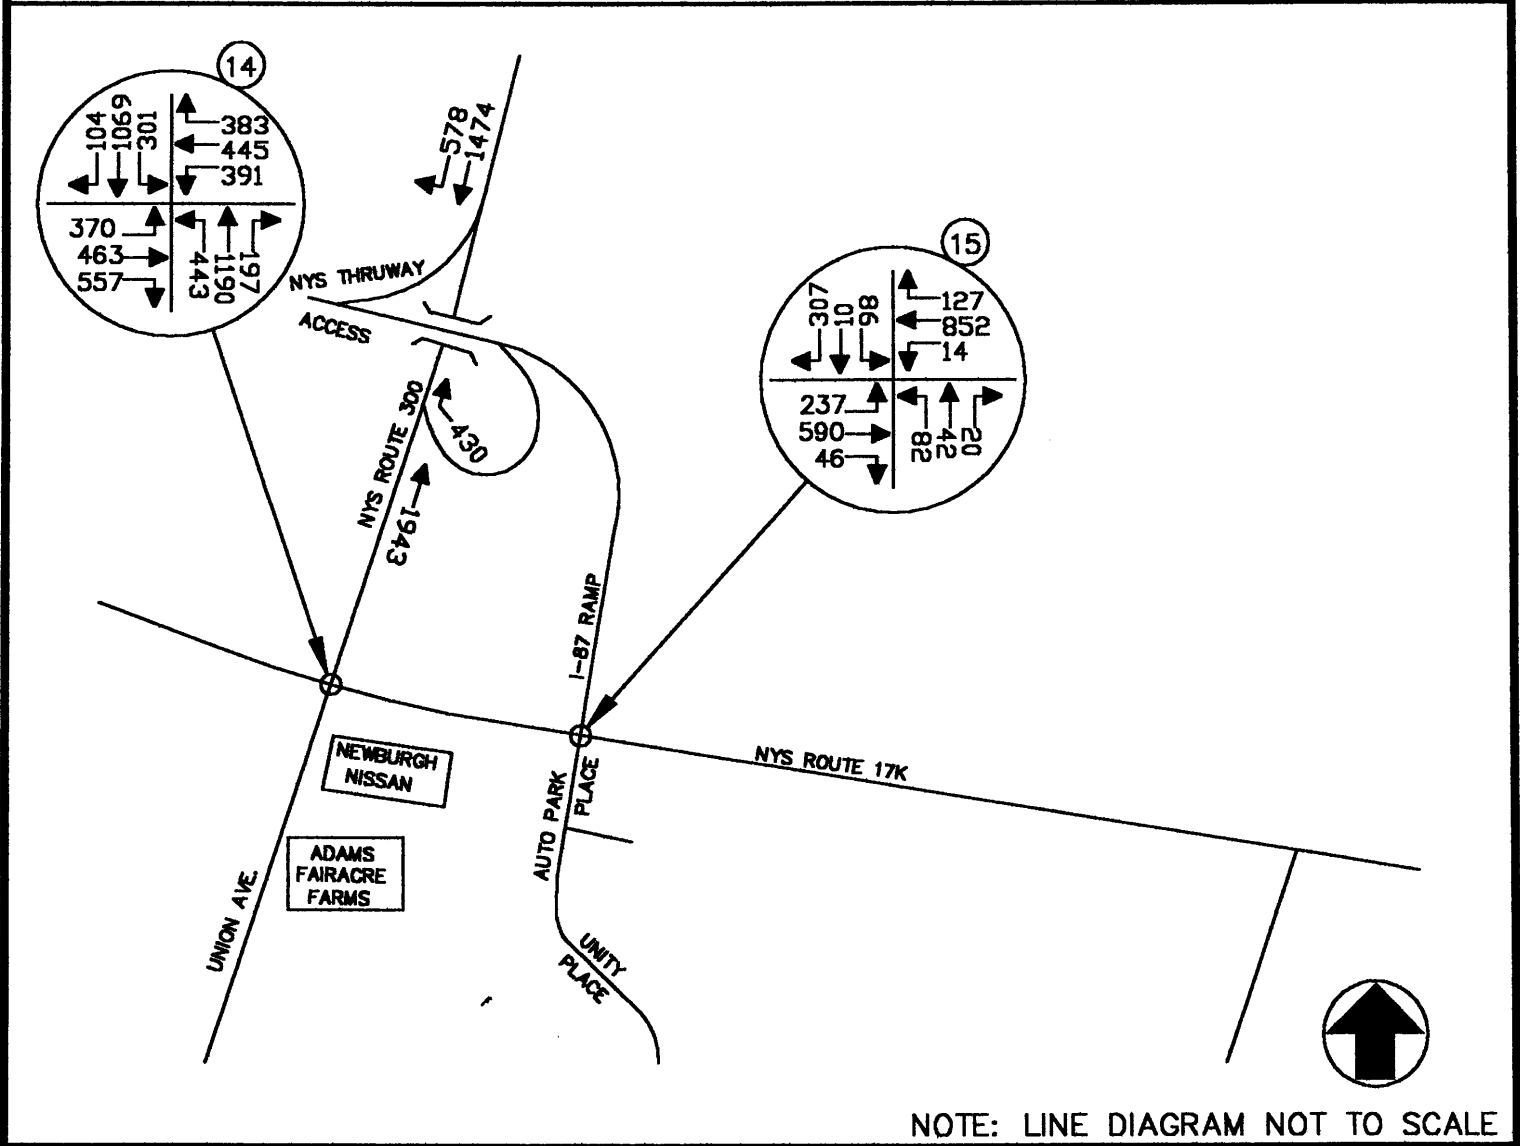 14
104
1069
301
383
445
391
370
463
557
443
1190
197
578
1474
NYS THRUWAY
ACCESS
NYS ROUTE 300
430
1943
15
307
10
98
127
852
14
237
590
46
82
42
20
I-87 RAMP
NEWBURGH
NISSAN
NYS ROUTE 17K
AUTO PARK
PLACE
ADAMS
FAIRACRE
FARMS
UNION AVE.
UNITY
PLACE
NOTE: LINE DIAGRAM NOT TO SCALE